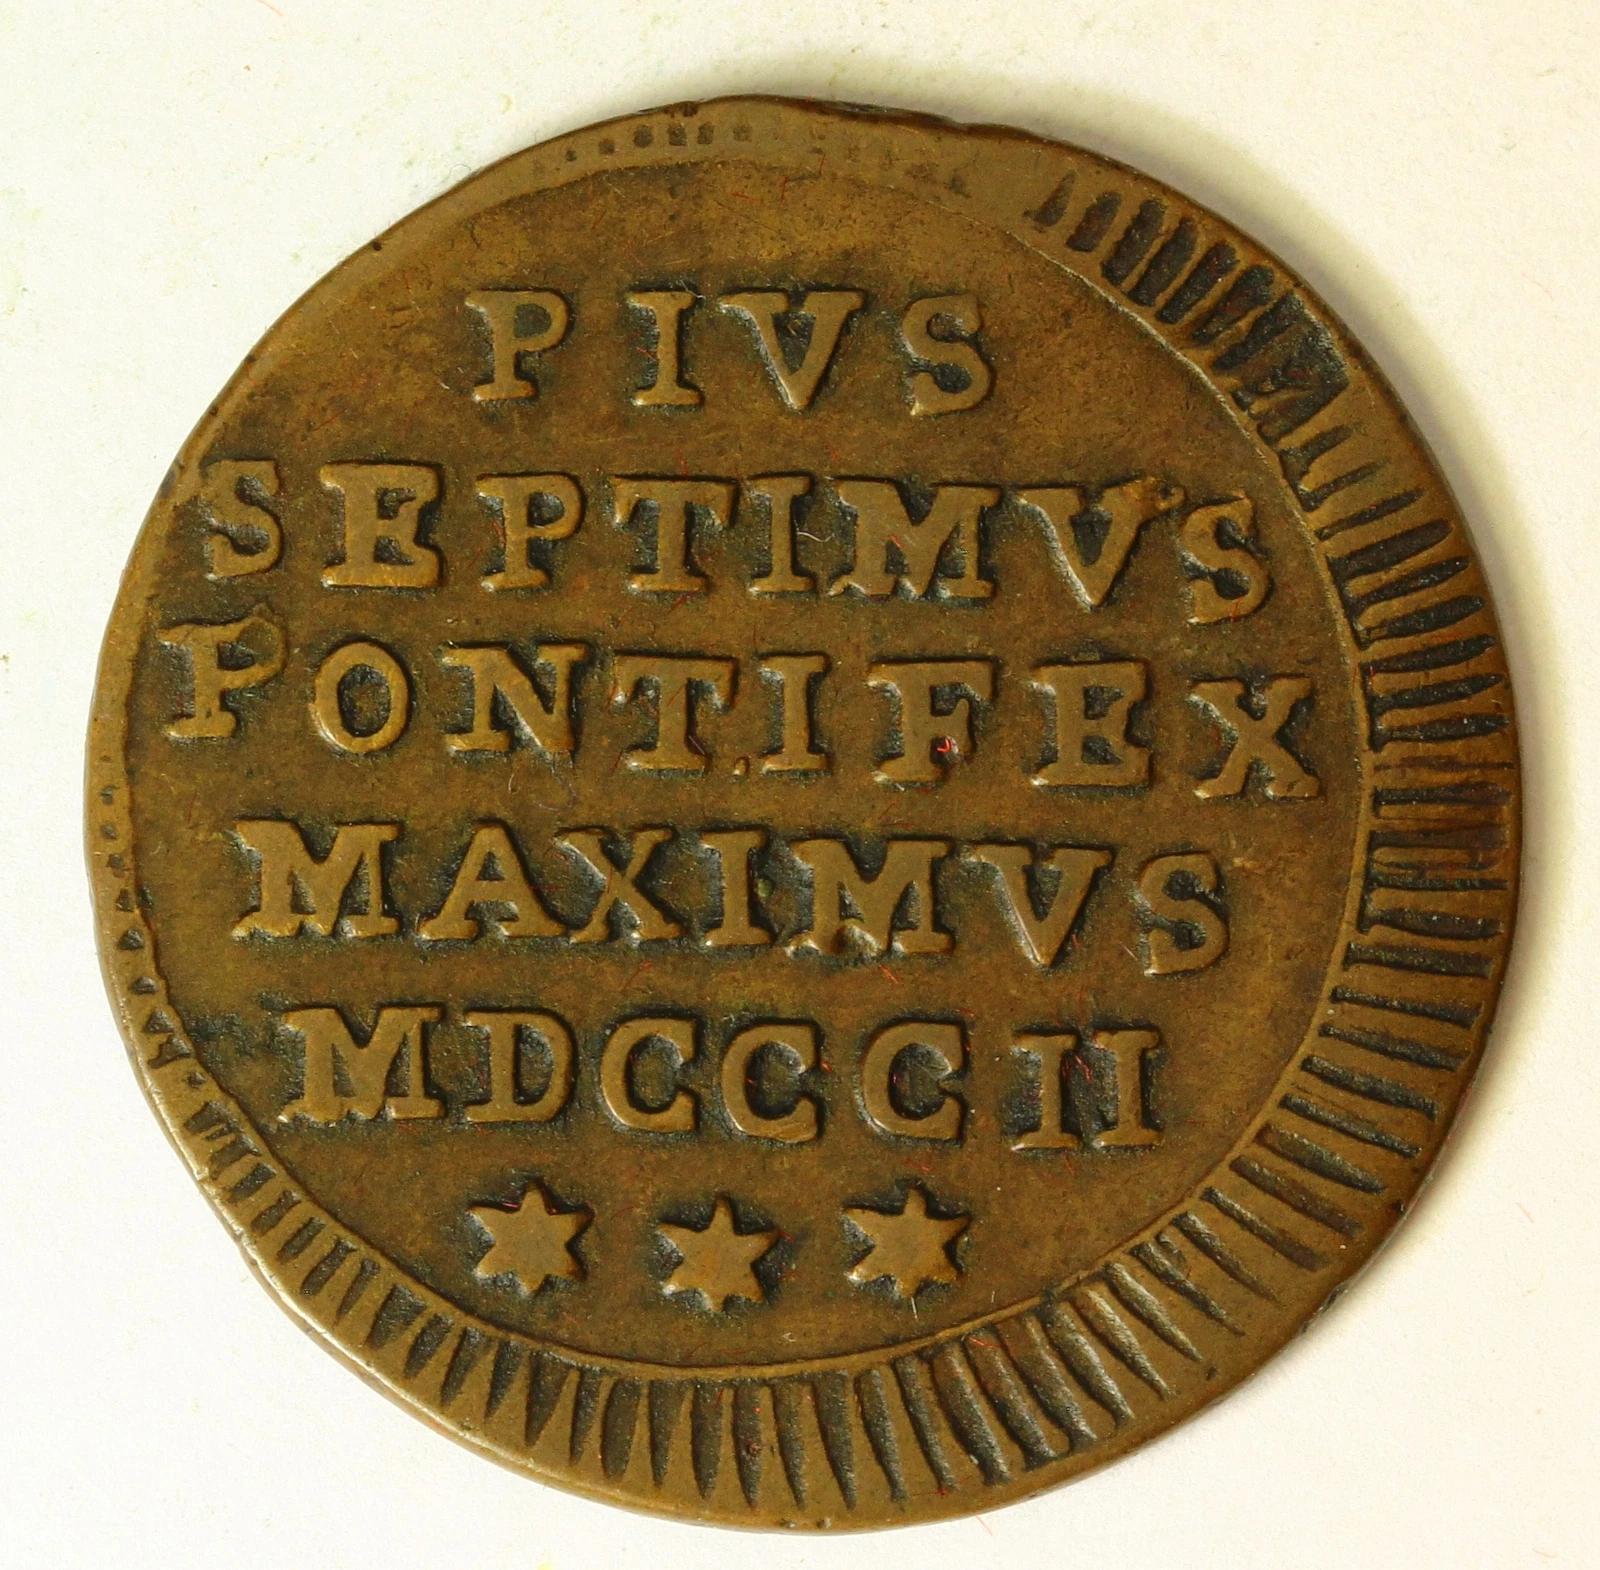 PIVS
SEPTIMVS
PONTIFEX
MAXIMVS
MDCCCII